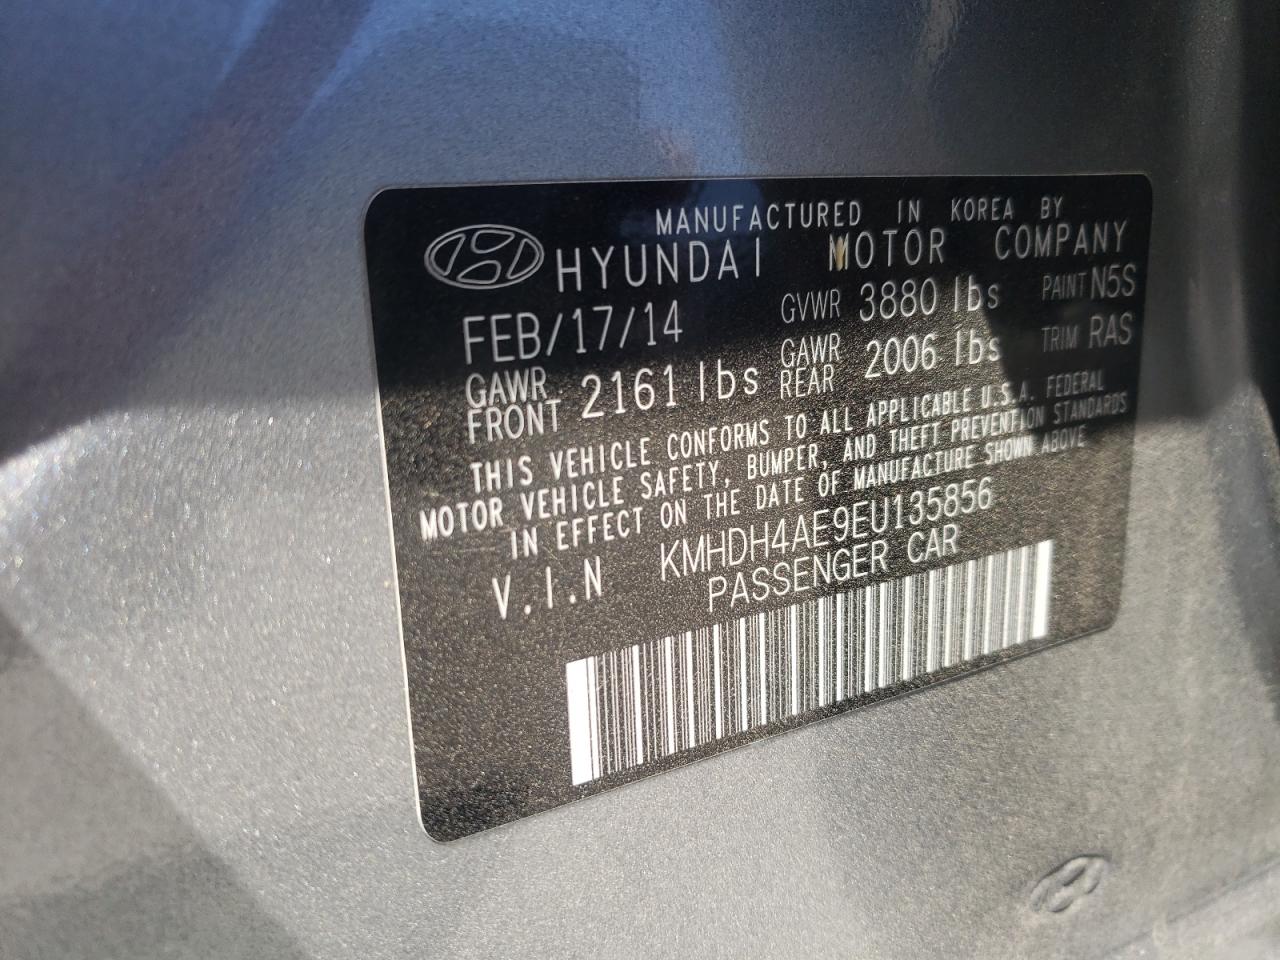 MANUFACTURED IN KOREA BY
HYUNDAI MOTOR COMPANY
FEB/17/14 GVWR 3880 lbs PAINT N5S
GAWR FRONT 2161 lbs GAWR REAR 2006 lbs TRIM RAS
THIS VEHICLE CONFORMS TO ALL APPLICABLE U.S.A. FEDERAL
MOTOR VEHICLE SAFETY, BUMPER, AND THEFT PREVENTION STANDARDS
IN EFFECT ON THE DATE OF MANUFACTURE SHOWN ABOVE
V.I.N KMHDH4AE9EU135856
PASSENGER CAR